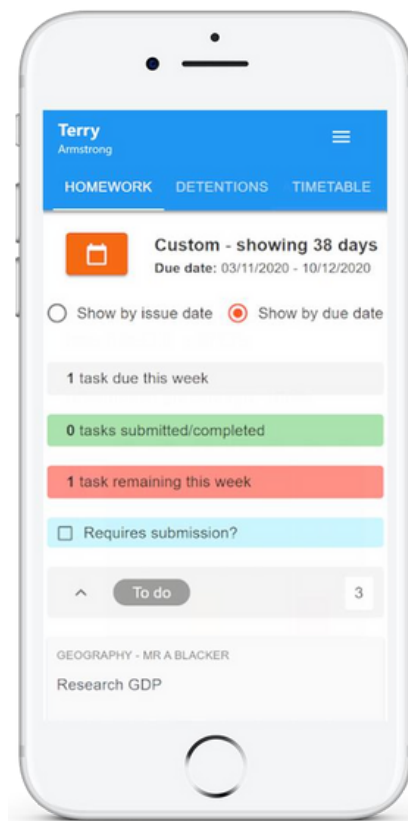 Terry
Armstrong
HOMEWORK DETENTIONS TIMETABLE
Custom - showing 38 days
Due date: 03/11/2020 - 10/12/2020
Show by issue date Show by due date
1 task due this week
0 tasks submitted/completed
1 task remaining this week
Requires submission?
To do 3
GEOGRAPHY - MR A BLACKER
Research GDP